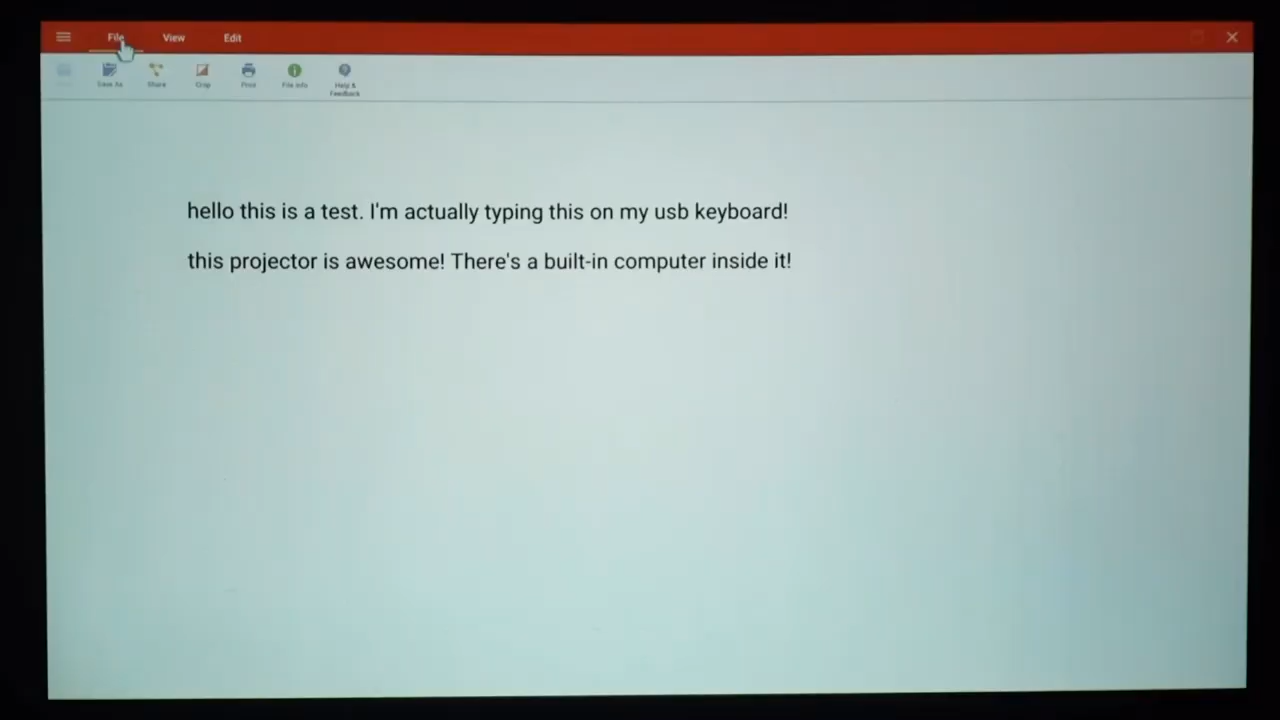 File View Edit
Save As Share Crop Print File Info Help &
Feedback
hello this is a test. I'm actually typing this on my usb keyboard!
this projector is awesome! There's a built-in computer inside it!